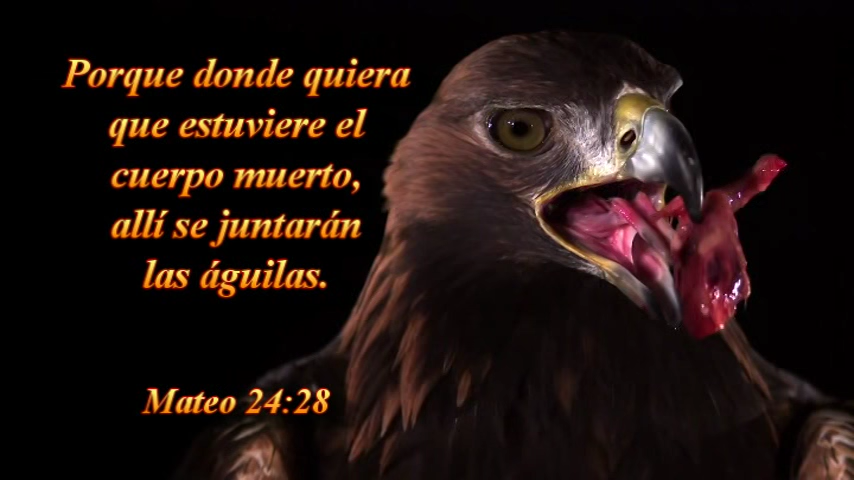 Porque donde quiera
que estuviere el
cuerpo muerto,
allí se juntarán
las águilas.
Mateo 24:28